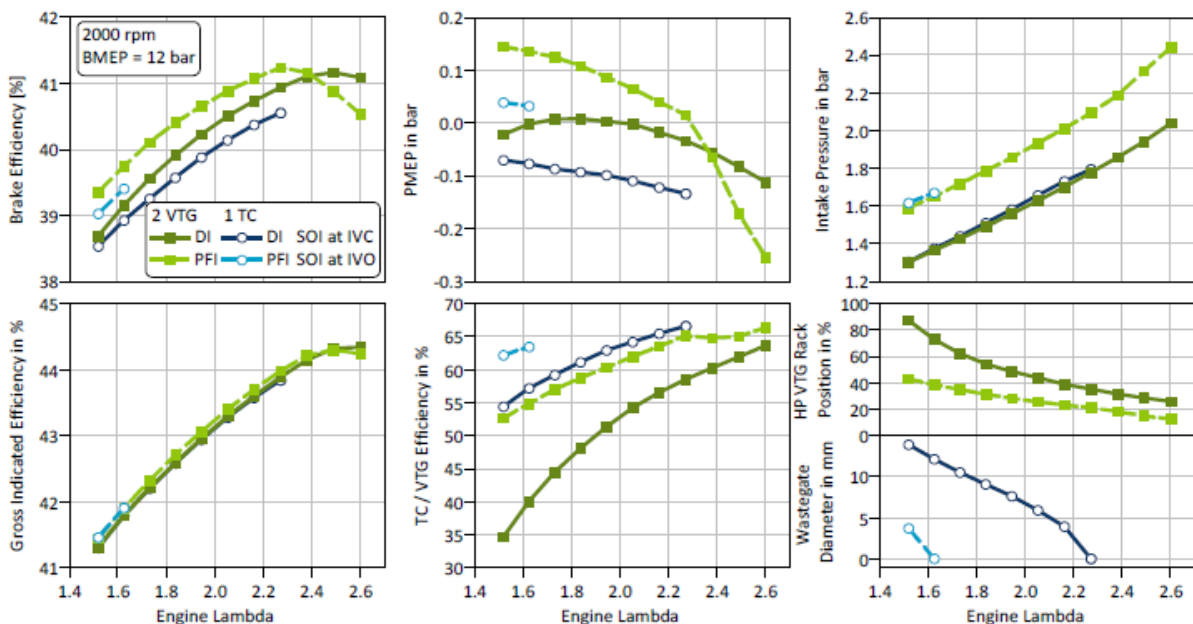 2000 rpm
BMEP = 12 bar
42
41
40
39
38
Brake Efficiency [%]
2 VTG 1 TC
DI DI SOI at IVC
PFI PFI SOI at IVO
0.2
0.1
0.0
-0.1
-0.2
-0.3
PMEP in bar
2.6
2.4
2.2
2.0
1.8
1.6
1.4
1.2
Intake Pressure in bar
45
44
43
42
41
Gross Indicated Efficiency in %
1.4 1.6 1.8 2.0 2.2 2.4 2.6
Engine Lambda
70
65
60
55
50
45
40
35
30
TC / VTG Efficiency in %
1.4 1.6 1.8 2.0 2.2 2.4 2.6
Engine Lambda
100
80
60
40
20
0
HP VTG Rack
Position in %
10
5
0
Wastegate
Diameter in mm
1.4 1.6 1.8 2.0 2.2 2.4 2.6
Engine Lambda